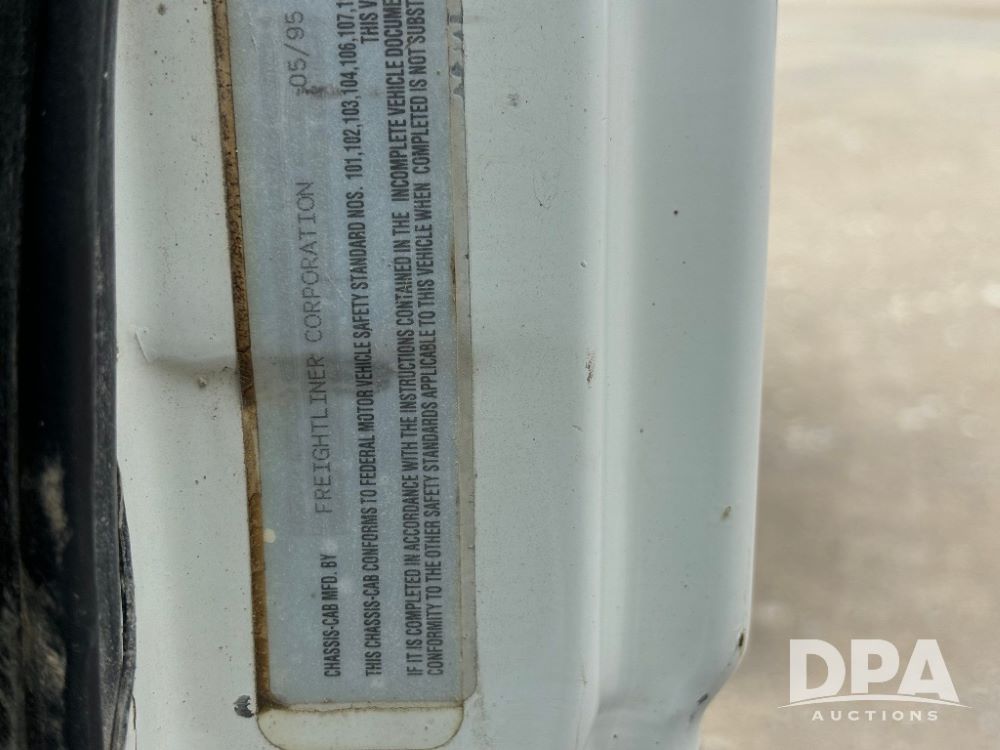 CHASSIS-CAB MFD. BY FREIGHTLINER CORPORATION 05/95
THIS CHASSIS-CAB CONFORMS TO FEDERAL MOTOR VEHICLE SAFETY STANDARD NOS. 101,102,103,104,106,107,1
THIS V
IF IT IS COMPLETED IN ACCORDANCE WITH THE INSTRUCTIONS CONTAINED IN THE INCOMPLETE VEHICLE DOCUME
CONFORMITY TO THE OTHER SAFETY STANDARDS APPLICABLE TO THIS VEHICLE WHEN COMPLETED IS NOT SUBST
DPA
AUCTIONS